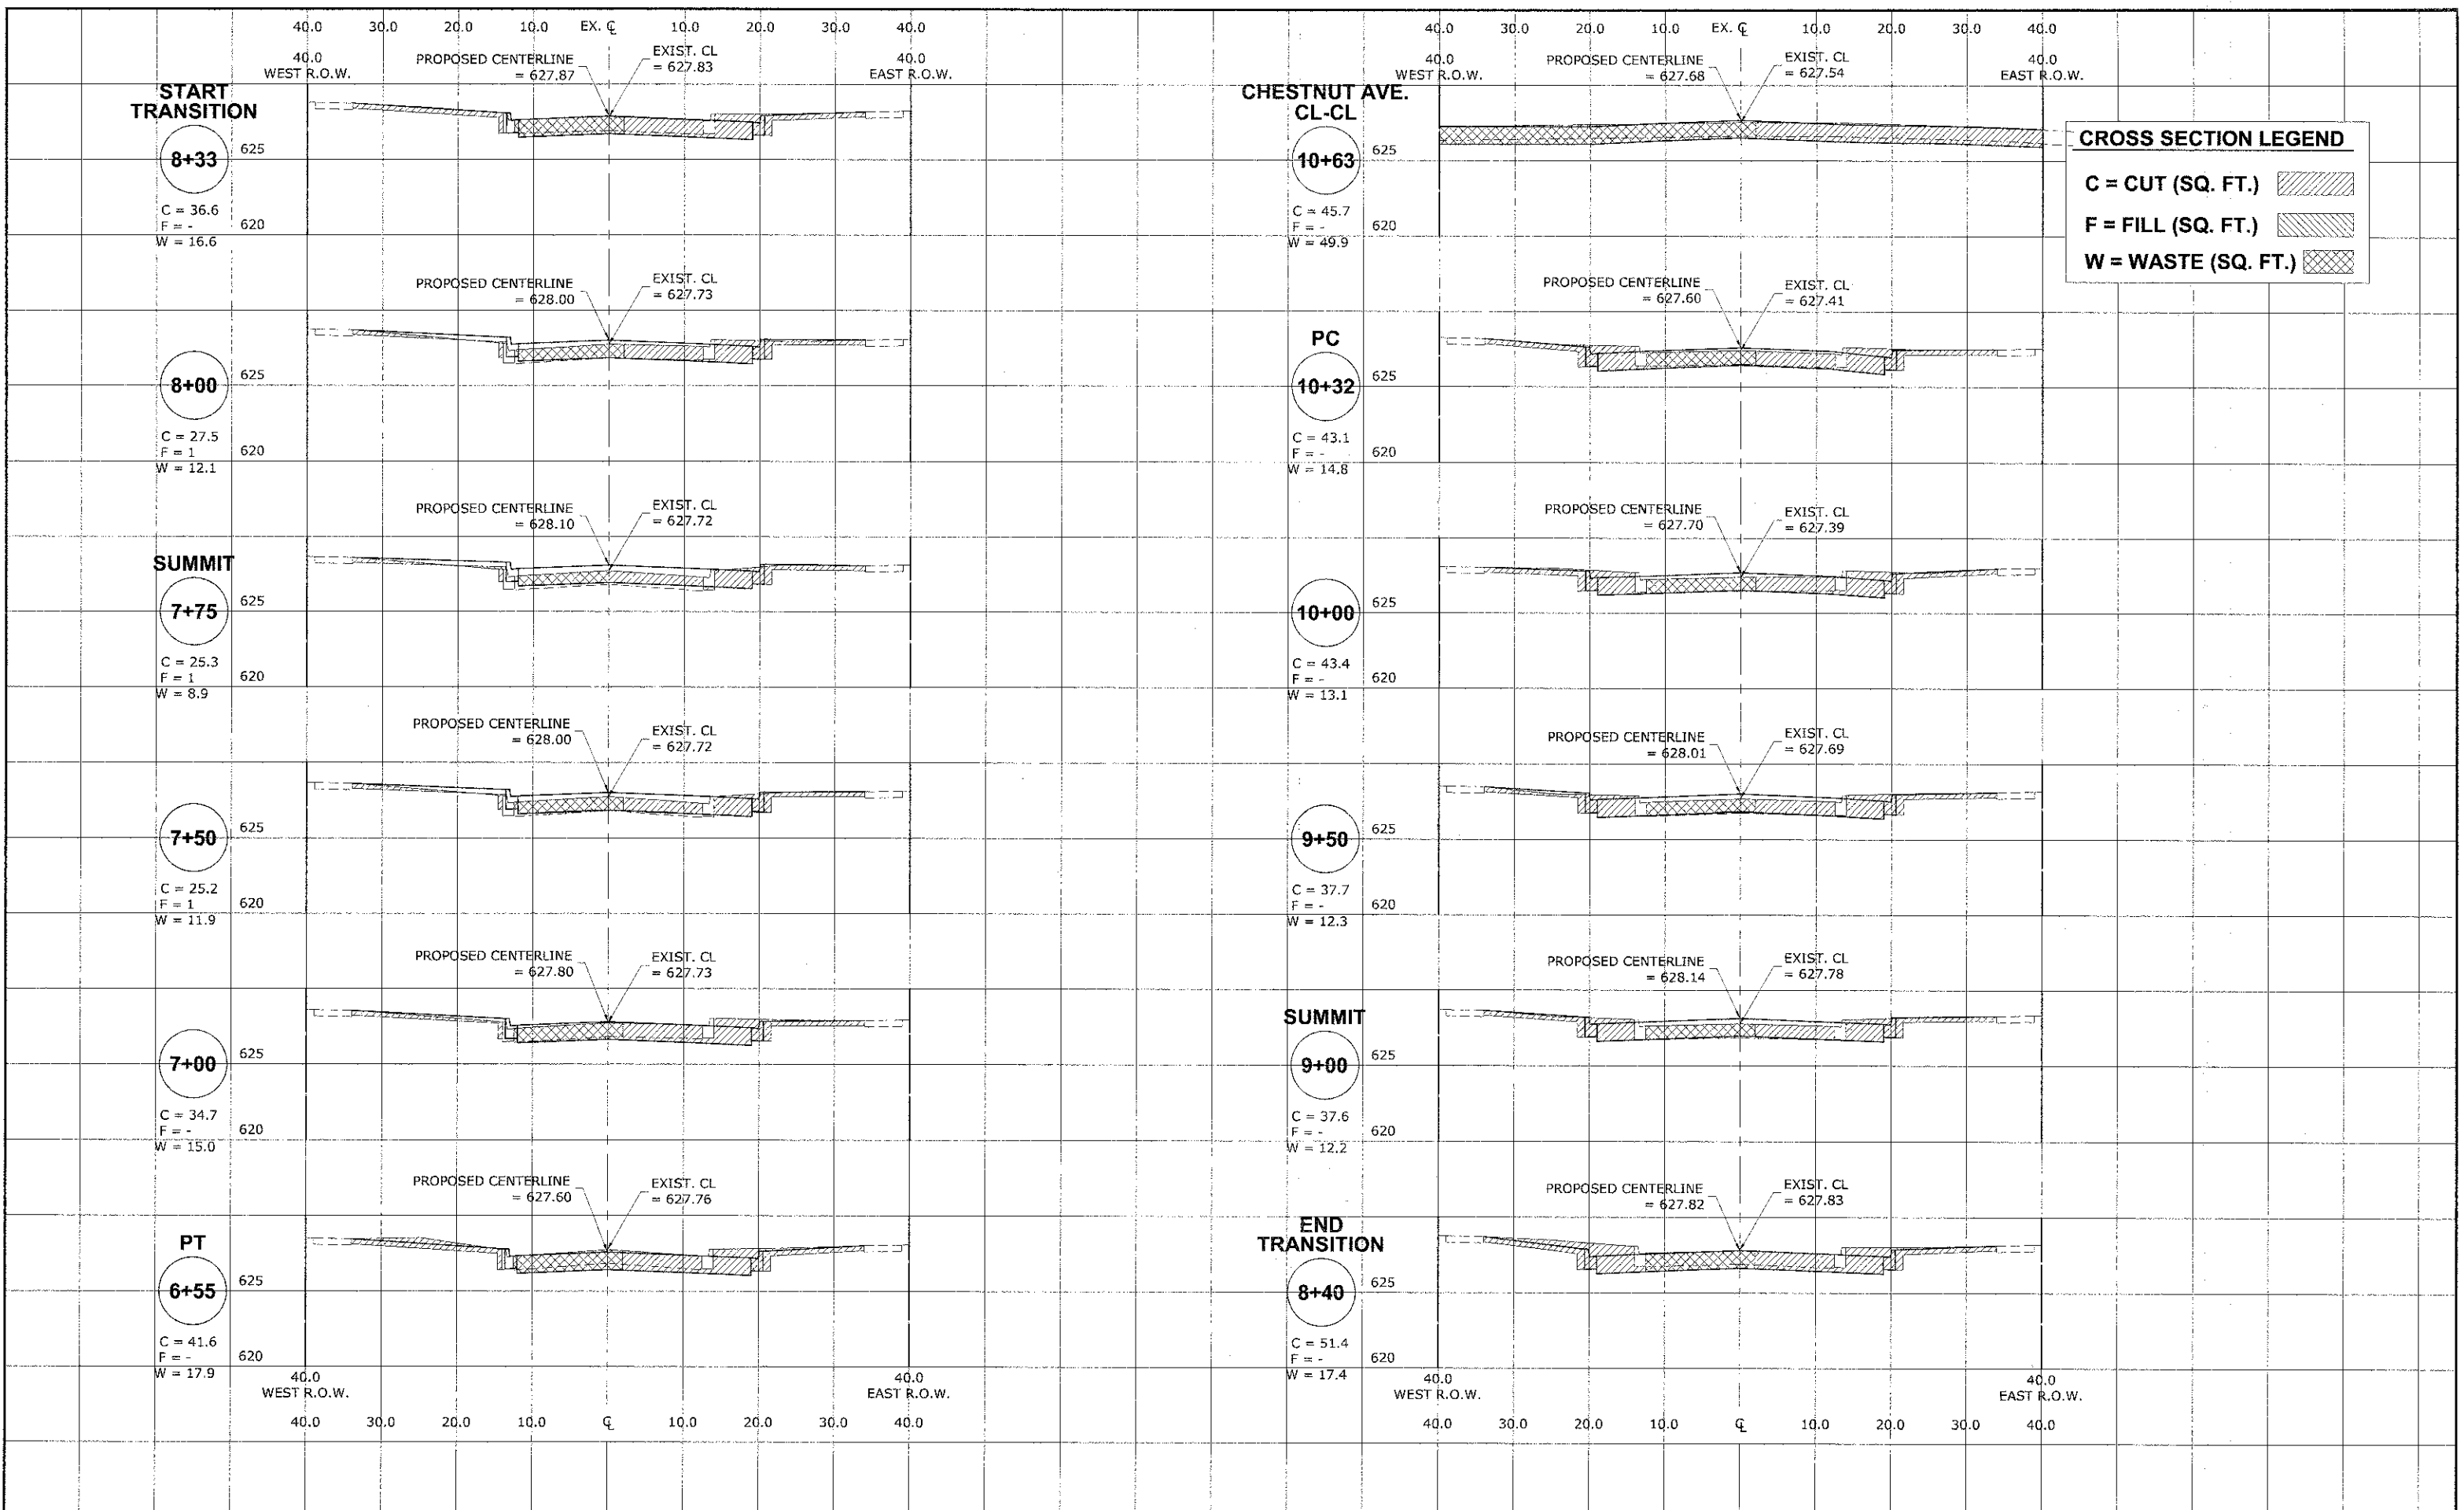 40.0 30.0 20.0 10.0 EX. ℄ 10.0 20.0 30.0 40.0
40.0
WEST R.O.W.
40.0
EAST R.O.W.
PROPOSED CENTERLINE
= 627.87
EXIST. CL
= 627.83
START
TRANSITION
8+33
625
C = 36.6
F = -
W = 16.6
620
PROPOSED CENTERLINE
= 628.00
EXIST. CL
= 627.73
8+00
625
C = 27.5
F = 1
W = 12.1
620
PROPOSED CENTERLINE
= 628.10
EXIST. CL
= 627.72
SUMMIT
7+75
625
C = 25.3
F = 1
W = 8.9
620
PROPOSED CENTERLINE
= 628.00
EXIST. CL
= 627.72
7+50
625
C = 25.2
F = 1
W = 11.9
620
PROPOSED CENTERLINE
= 627.80
EXIST. CL
= 627.73
7+00
625
C = 34.7
F = -
W = 15.0
620
PROPOSED CENTERLINE
= 627.60
EXIST. CL
= 627.76
PT
6+55
625
C = 41.6
F = -
W = 17.9
620
40.0
WEST R.O.W.
40.0
EAST R.O.W.
40.0 30.0 20.0 10.0 ℄ 10.0 20.0 30.0 40.0
40.0 30.0 20.0 10.0 EX. ℄ 10.0 20.0 30.0 40.0
40.0
WEST R.O.W.
40.0
EAST R.O.W.
PROPOSED CENTERLINE
= 627.68
EXIST. CL
= 627.54
CHESTNUT AVE.
CL-CL
10+63
625
C = 45.7
F = -
W = 49.9
620
CROSS SECTION LEGEND
C = CUT (SQ. FT.)
F = FILL (SQ. FT.)
W = WASTE (SQ. FT.)
PROPOSED CENTERLINE
= 627.60
EXIST. CL
= 627.41
PC
10+32
625
C = 43.1
F = -
W = 14.8
620
PROPOSED CENTERLINE
= 627.70
EXIST. CL
= 627.39
10+00
625
C = 43.4
F = -
W = 13.1
620
PROPOSED CENTERLINE
= 628.01
EXIST. CL
= 627.69
9+50
625
C = 37.7
F = -
W = 12.3
620
PROPOSED CENTERLINE
= 628.14
EXIST. CL
= 627.78
SUMMIT
9+00
625
C = 37.6
F = -
W = 12.2
620
PROPOSED CENTERLINE
= 627.82
EXIST. CL
= 627.83
END
TRANSITION
8+40
625
C = 51.4
F = -
W = 17.4
620
40.0
WEST R.O.W.
40.0
EAST R.O.W.
40.0 30.0 20.0 10.0 ℄ 10.0 20.0 30.0 40.0